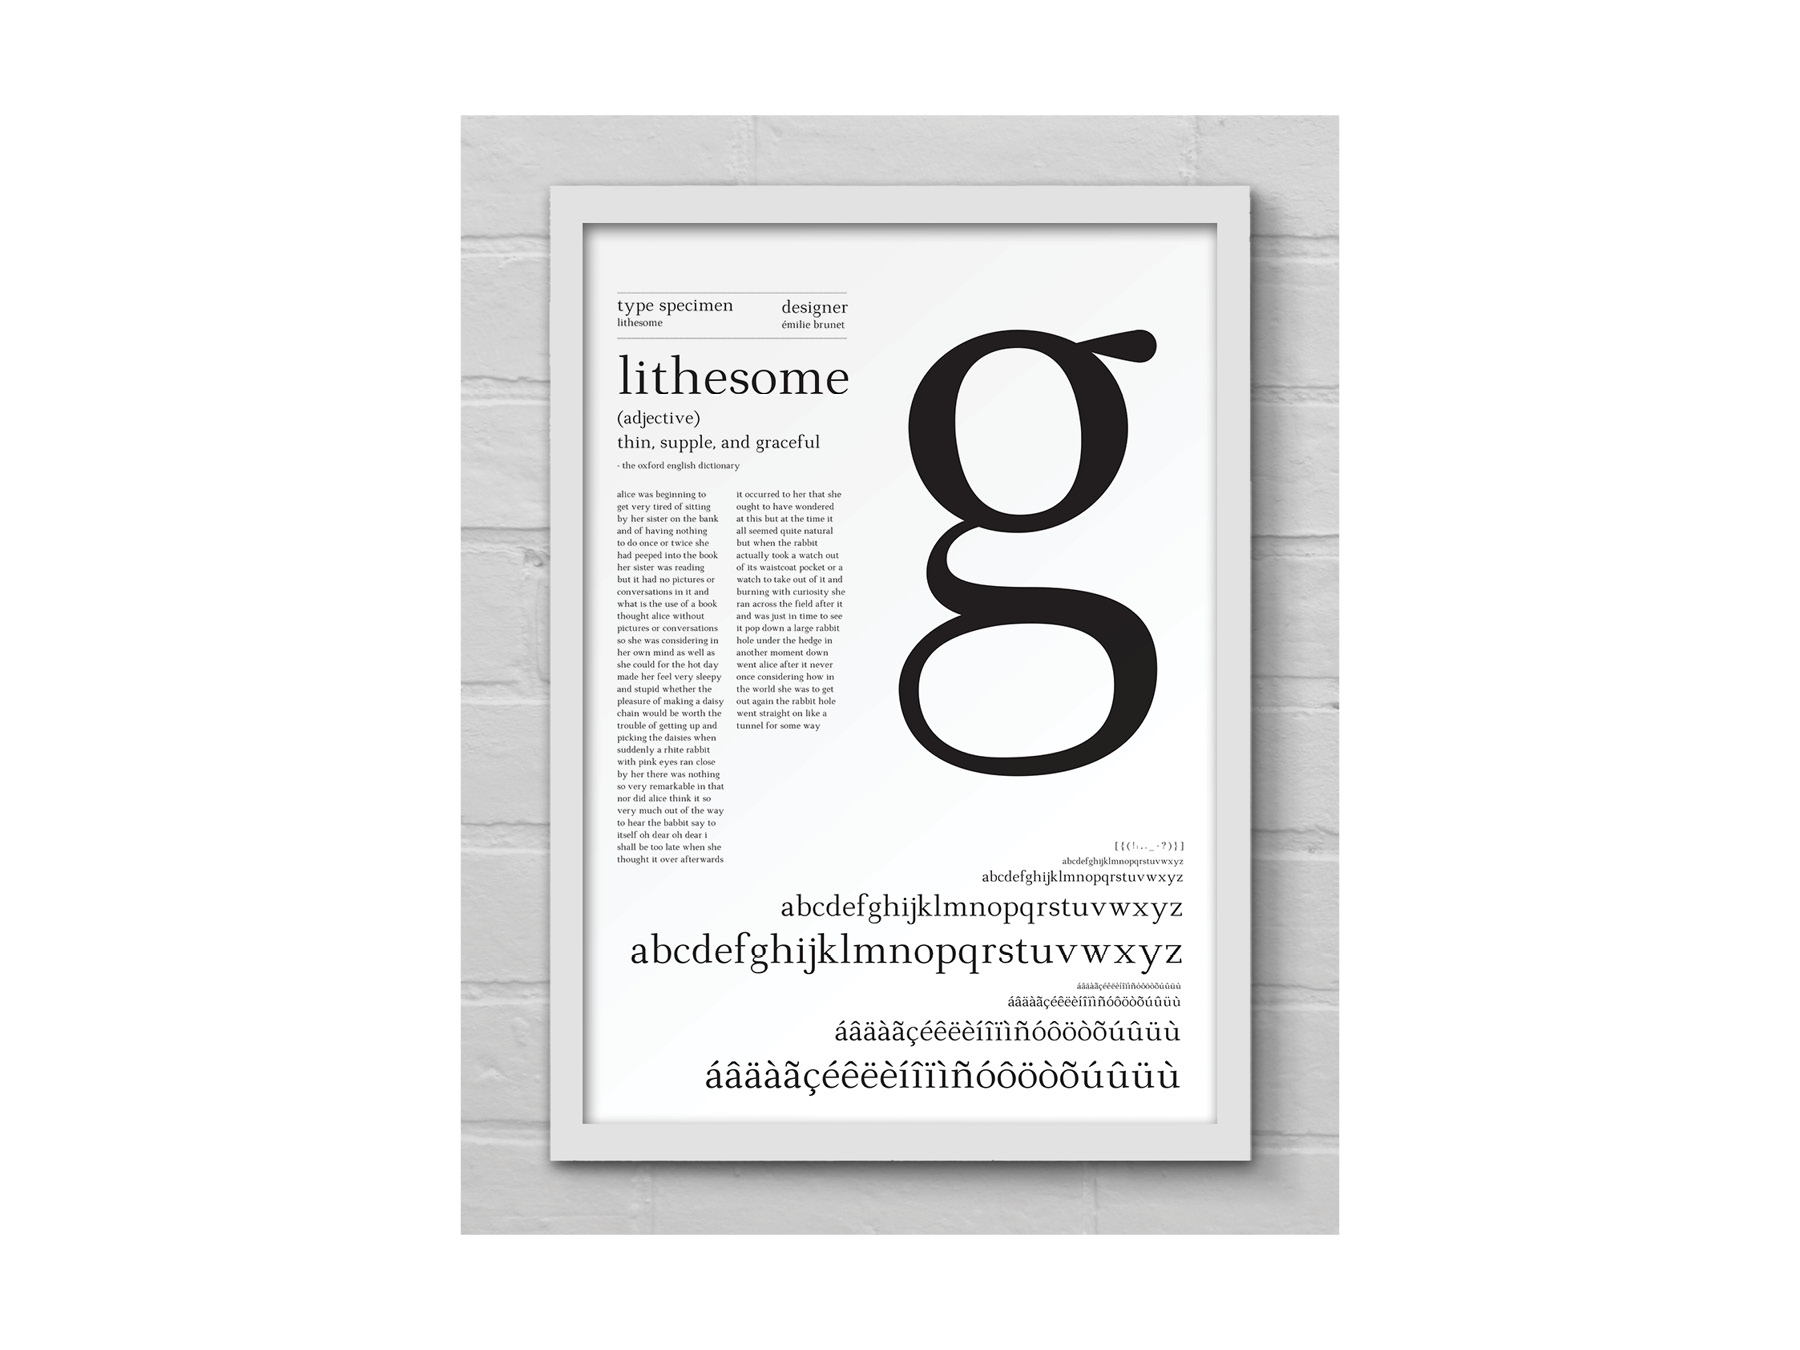 type specimen
lithesome
designer
émilie brunet
lithesome
(adjective)
thin, supple, and graceful
- the oxford english dictionary
alice was beginning to
get very tired of sitting
by her sister on the bank
and of having nothing
to do once or twice she
had peeped into the book
her sister was reading
but it had no pictures or
conversations in it and
what is the use of a book
thought alice without
pictures or conversations
so she was considering in
her own mind as well as
she could for the hot day
made her feel very sleepy
and stupid whether the
pleasure of making a daisy
chain would be worth the
trouble of getting up and
picking the daisies when
suddenly a rhite rabbit
with pink eyes ran close
by her there was nothing
so very remarkable in that
nor did alice think it so
very much out of the way
to hear the babbit say to
itself oh dear oh dear i
shall be too late when she
thought it over afterwards
it occurred to her that she
ought to have wondered
at this but at the time it
all seemed quite natural
but when the rabbit
actually took a watch out
of its waistcoat pocket or a
watch to take out of it and
burning with curiosity she
ran across the field after it
and was just in time to see
it pop down a large rabbit
hole under the hedge in
another moment down
went alice after it never
once considering how in
the world she was to get
out again the rabbit hole
went straight on like a
tunnel for some way
g
abcdefghijklmnopqrstuvwxyz
abcdefghijklmnopqrstuvwxyz
abcdefghijklmnopqrstuvwxyz
abcdefghijklmnopqrstuvwxyz
áâäàãçéêëèíîïìñóôöòõúûüù
áâäàãçéêëèíîïìñóôöòõúûüù
áâäàãçéêëèíîïìñóôöòõúûüù
áâäàãçéêëèíîïìñóôöòõúûüù